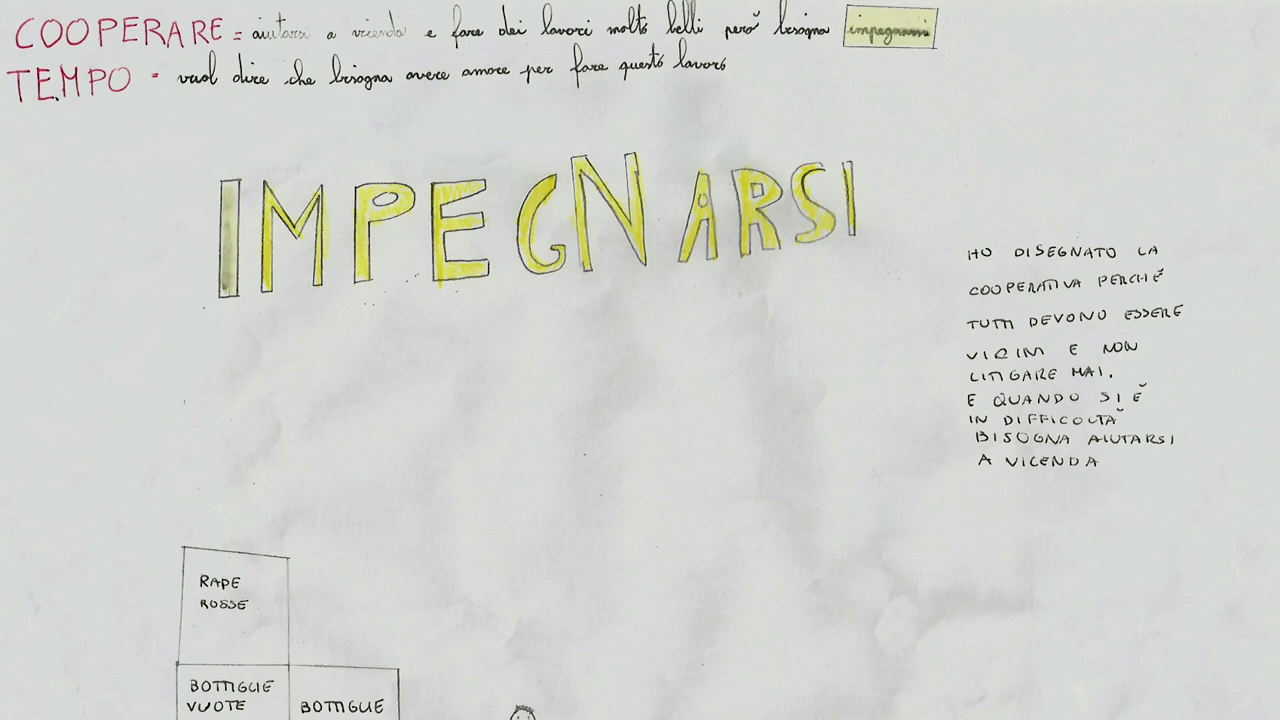 COOPERARE = aiutarsi a vicenda e fare dei lavori molto belli però bisogna impegnarsi
TEMPO = vuol dire che bisogna avere amore per fare questo lavoro
IMPEGNARSI
HO DISEGNATO LA
COOPERATIVA PERCHÉ
TUTTI DEVONO ESSERE
VICINI E NON
LITIGARE MAI.
E QUANDO SI È
IN DIFFICOLTÀ
BISOGNA AIUTARSI
A VICENDA
RAPE
ROSSE
BOTTIGLIE
VUOTE
BOTTIGLIE